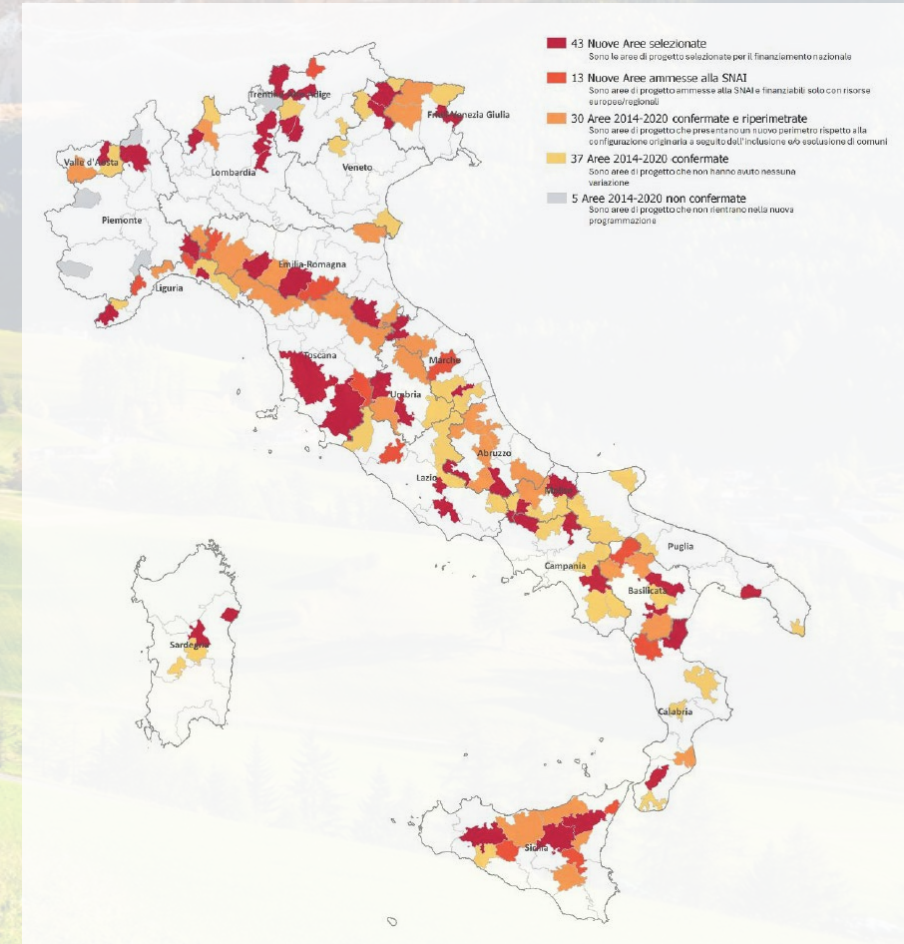 43 Nuove Aree selezionate
Sono le aree di progetto selezionate per il finanziamento nazionale
13 Nuove Aree ammesse alla SNAI
Sono aree di progetto ammesse alla SNAI e finanziabili solo con risorse
europee/regionali
30 Aree 2014-2020 confermate e riperimetrate
Sono aree di progetto che presentano un nuovo perimetro rispetto alla
configurazione originaria a seguito dell'inclusione e/o esclusione di comuni
37 Aree 2014-2020 confermate
Sono aree di progetto che non hanno avuto nessuna
variazione
5 Aree 2014-2020 non confermate
Sono aree di progetto che non rientrano nella nuova
programmazione
Friuli Venezia Giulia
Valle d'Aosta
Lombardia
Veneto
Piemonte
Emilia-Romagna
Liguria
Toscana
Marche
Umbria
Abruzzo
Lazio
Puglia
Campania
Basilicata
Sardegna
Calabria
Sicilia